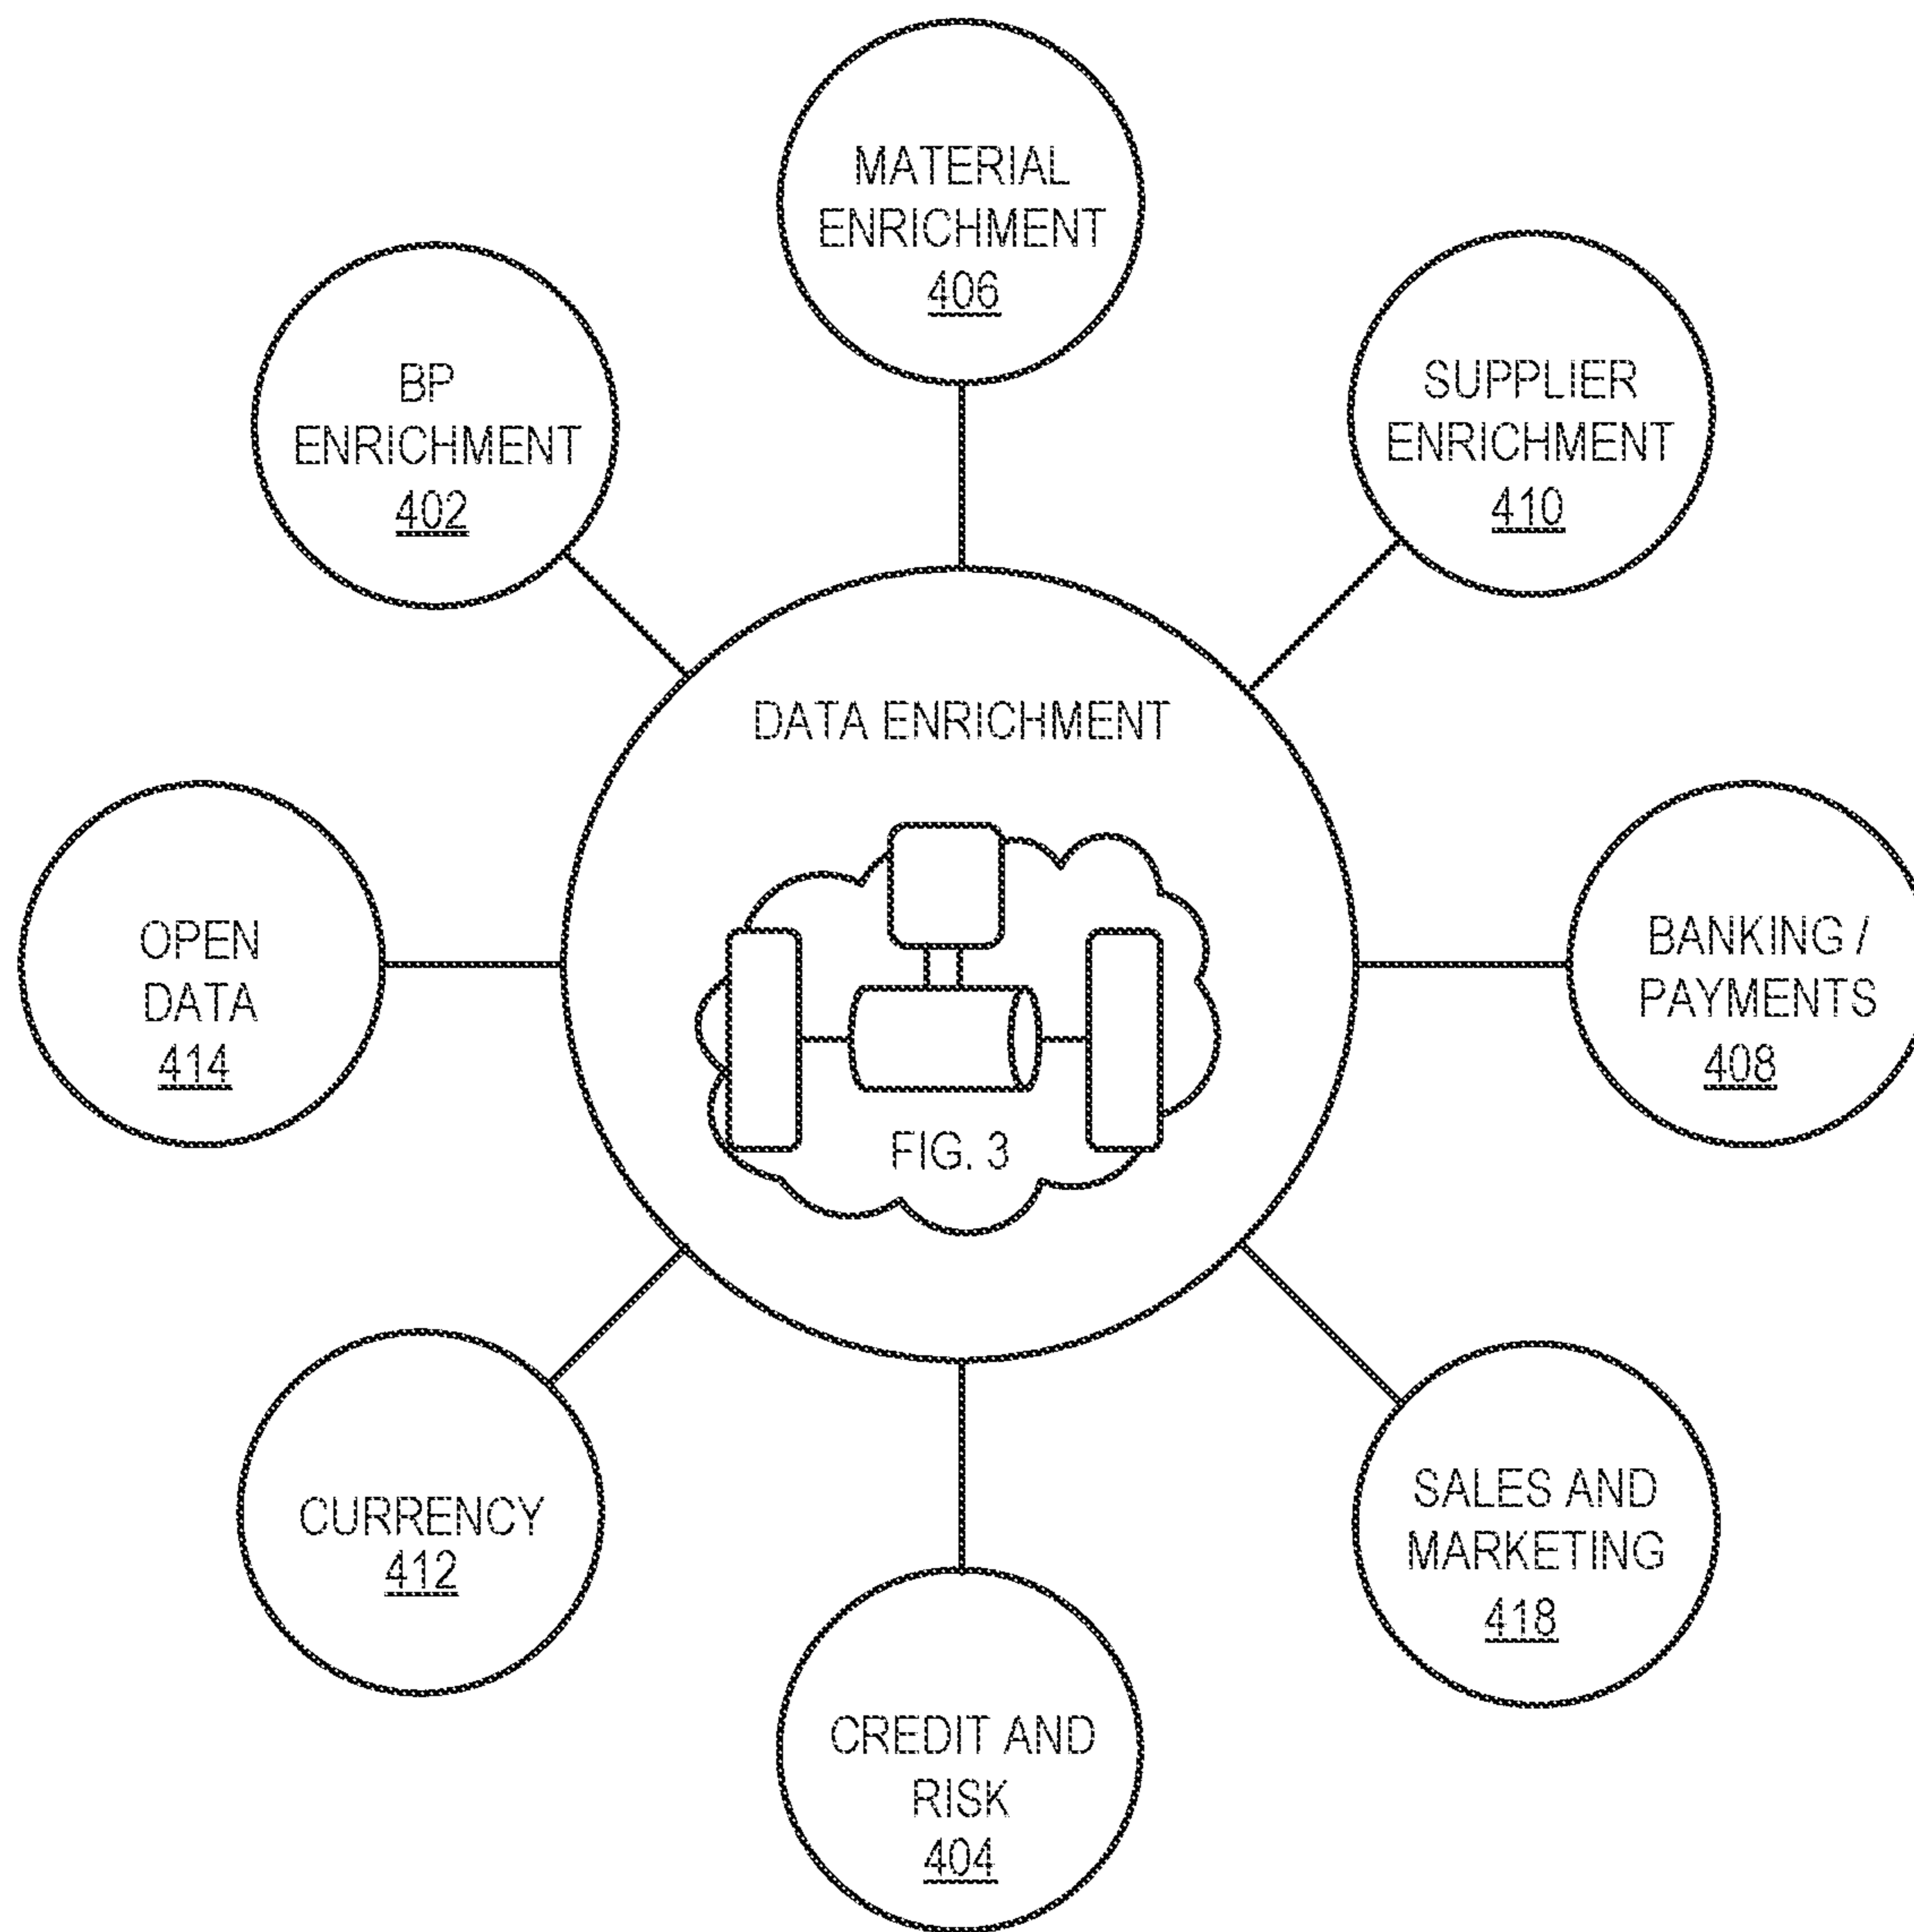 MATERIAL
ENRICHMENT
406
BP
ENRICHMENT
402
SUPPLIER
ENRICHMENT
410
DATA ENRICHMENT
OPEN
DATA
414
BANKING /
PAYMENTS
408
FIG. 3
CURRENCY
412
SALES AND
MARKETING
418
CREDIT AND
RISK
404